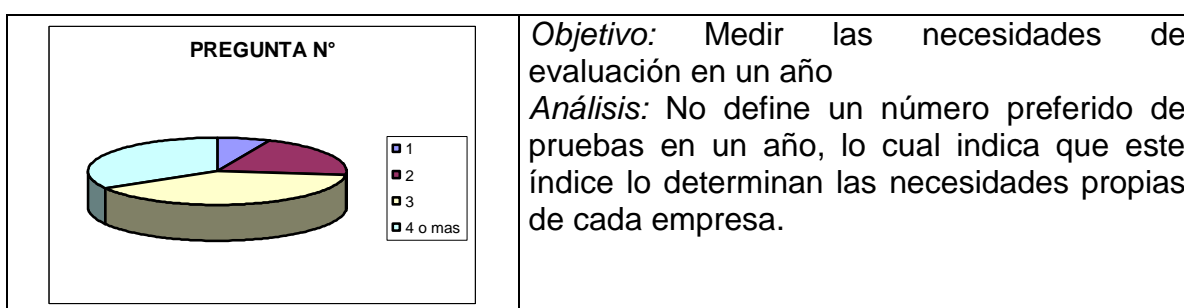 PREGUNTA N°
1
2
3
4 o mas
Objetivo: Medir las necesidades de
evaluación en un año
Análisis: No define un número preferido de
pruebas en un año, lo cual indica que este
índice lo determinan las necesidades propias
de cada empresa.